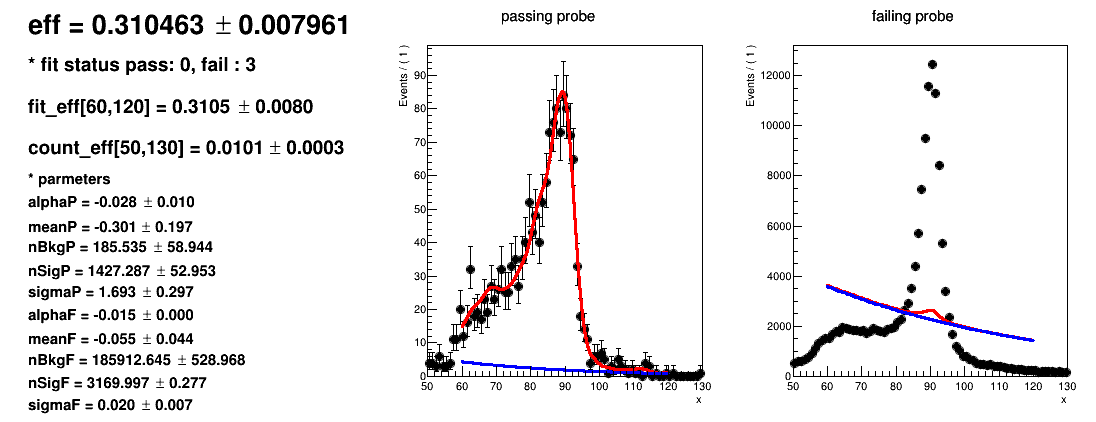 eff = 0.310463 ± 0.007961
* fit status pass: 0, fail : 3
fit_eff[60,120] = 0.3105 ± 0.0080
count_eff[50,130] = 0.0101 ± 0.0003
* parmeters
alphaP = -0.028 ± 0.010
meanP = -0.301 ± 0.197
nBkgP = 185.535 ± 58.944
nSigP = 1427.287 ± 52.953
sigmaP = 1.693 ± 0.297
alphaF = -0.015 ± 0.000
meanF = -0.055 ± 0.044
nBkgF = 185912.645 ± 528.968
nSigF = 3169.997 ± 0.277
sigmaF = 0.020 ± 0.007
passing probe
Events / ( 1 )
90
80
70
60
50
40
30
20
10
0
50 60 70 80 90 100 110 120 130
x
failing probe
Events / ( 1 )
12000
10000
8000
6000
4000
2000
0
50 60 70 80 90 100 110 120 130
x